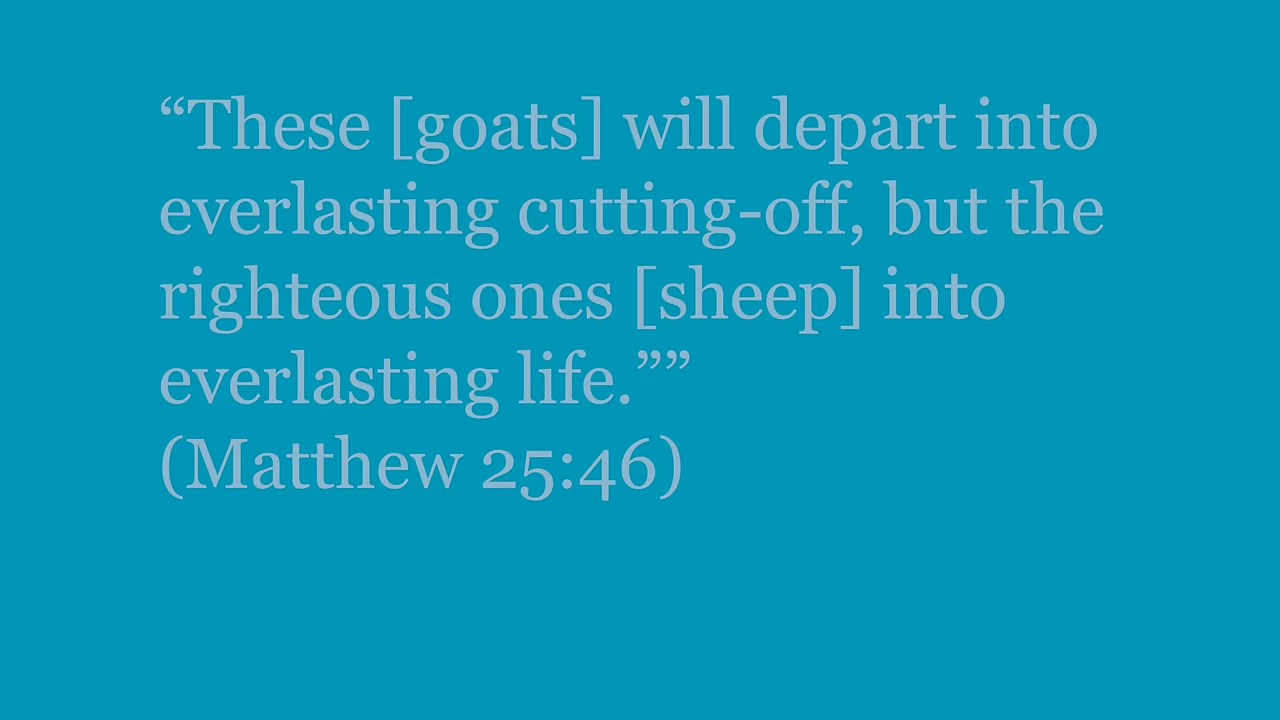 “These [goats] will depart into
everlasting cutting-off, but the
righteous ones [sheep] into
everlasting life.””
(Matthew 25:46)